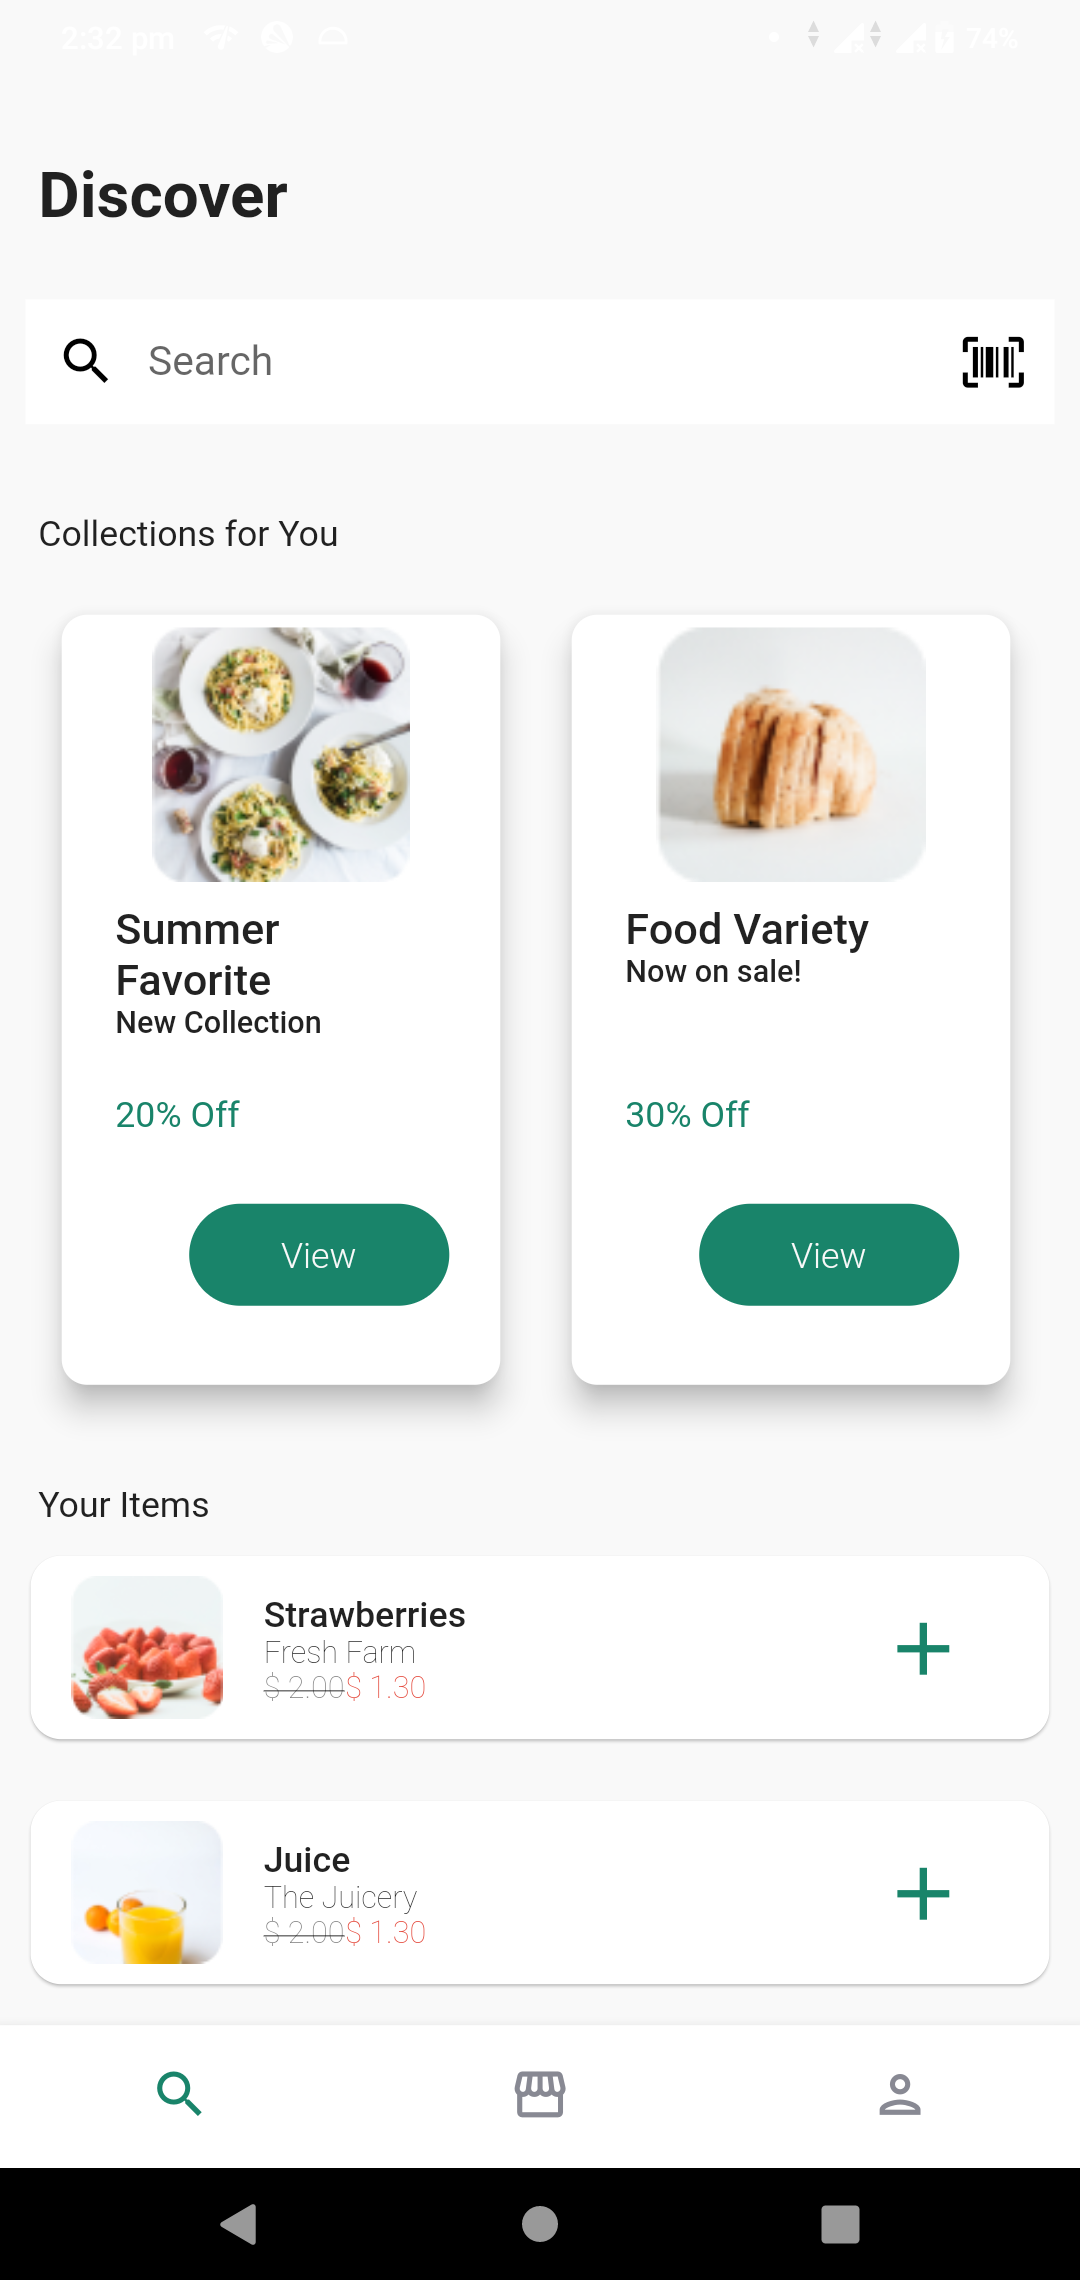 2:32 pm
74%
Discover
Search
Collections for You
Summer
Favorite
New Collection
20% Off
View
Food Variety
Now on sale!
30% Off
View
Your Items
Strawberries
Fresh Farm
$ 2.00$ 1.30
Juice
The Juicery
$ 2.00$ 1.30